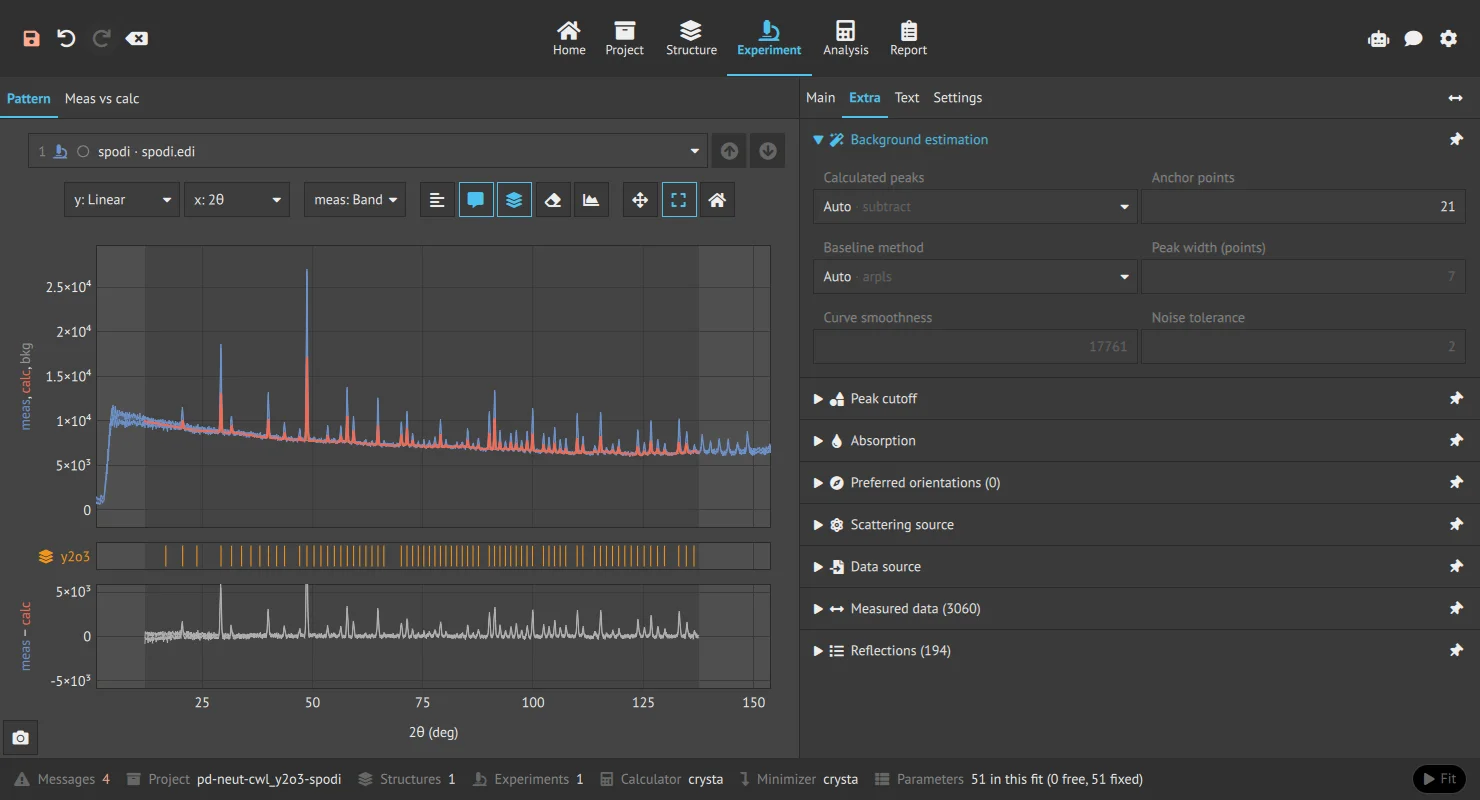 Home
Project
Structure
Experiment
Analysis
Report
Pattern
Meas vs calc
Main
Extra
Text
Settings
1 spodi · spodi.edi
y: Linear
x: 2θ
meas: Band
meas, calc, bkg
2.5×10⁴
2×10⁴
1.5×10⁴
1×10⁴
5×10³
0
y2o3
meas − calc
5×10³
0
-5×10³
25
50
75
100
125
150
2θ (deg)
Background estimation
Calculated peaks
Anchor points
Auto · subtract
21
Baseline method
Peak width (points)
Auto · arpls
7
Curve smoothness
Noise tolerance
17761
2
Peak cutoff
Absorption
Preferred orientations (0)
Scattering source
Data source
Measured data (3060)
Reflections (194)
Messages 4
Project pd-neut-cwl_y2o3-spodi
Structures 1
Experiments 1
Calculator crysta
Minimizer crysta
Parameters 51 in this fit (0 free, 51 fixed)
Fit